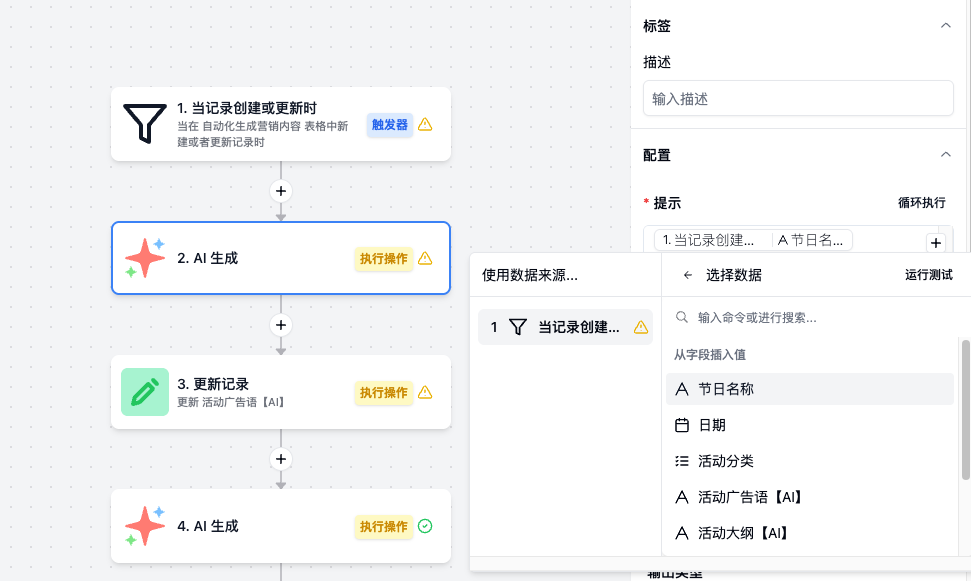 1. 当记录创建或更新时
当在 自动化生成营销内容 表格中新
建或者更新记录时
触发器
2. AI 生成
执行操作
3. 更新记录
更新 活动广告语【AI】
执行操作
4. AI 生成
执行操作
标签
描述
输入描述
配置
* 提示
循环执行
1. 当记录创建... A 节日名...
使用数据来源...
选择数据
运行测试
1 当记录创建...
输入命令或进行搜索...
从字段插入值
节日名称
日期
活动分类
活动广告语【AI】
活动大纲【AI】
输出类型